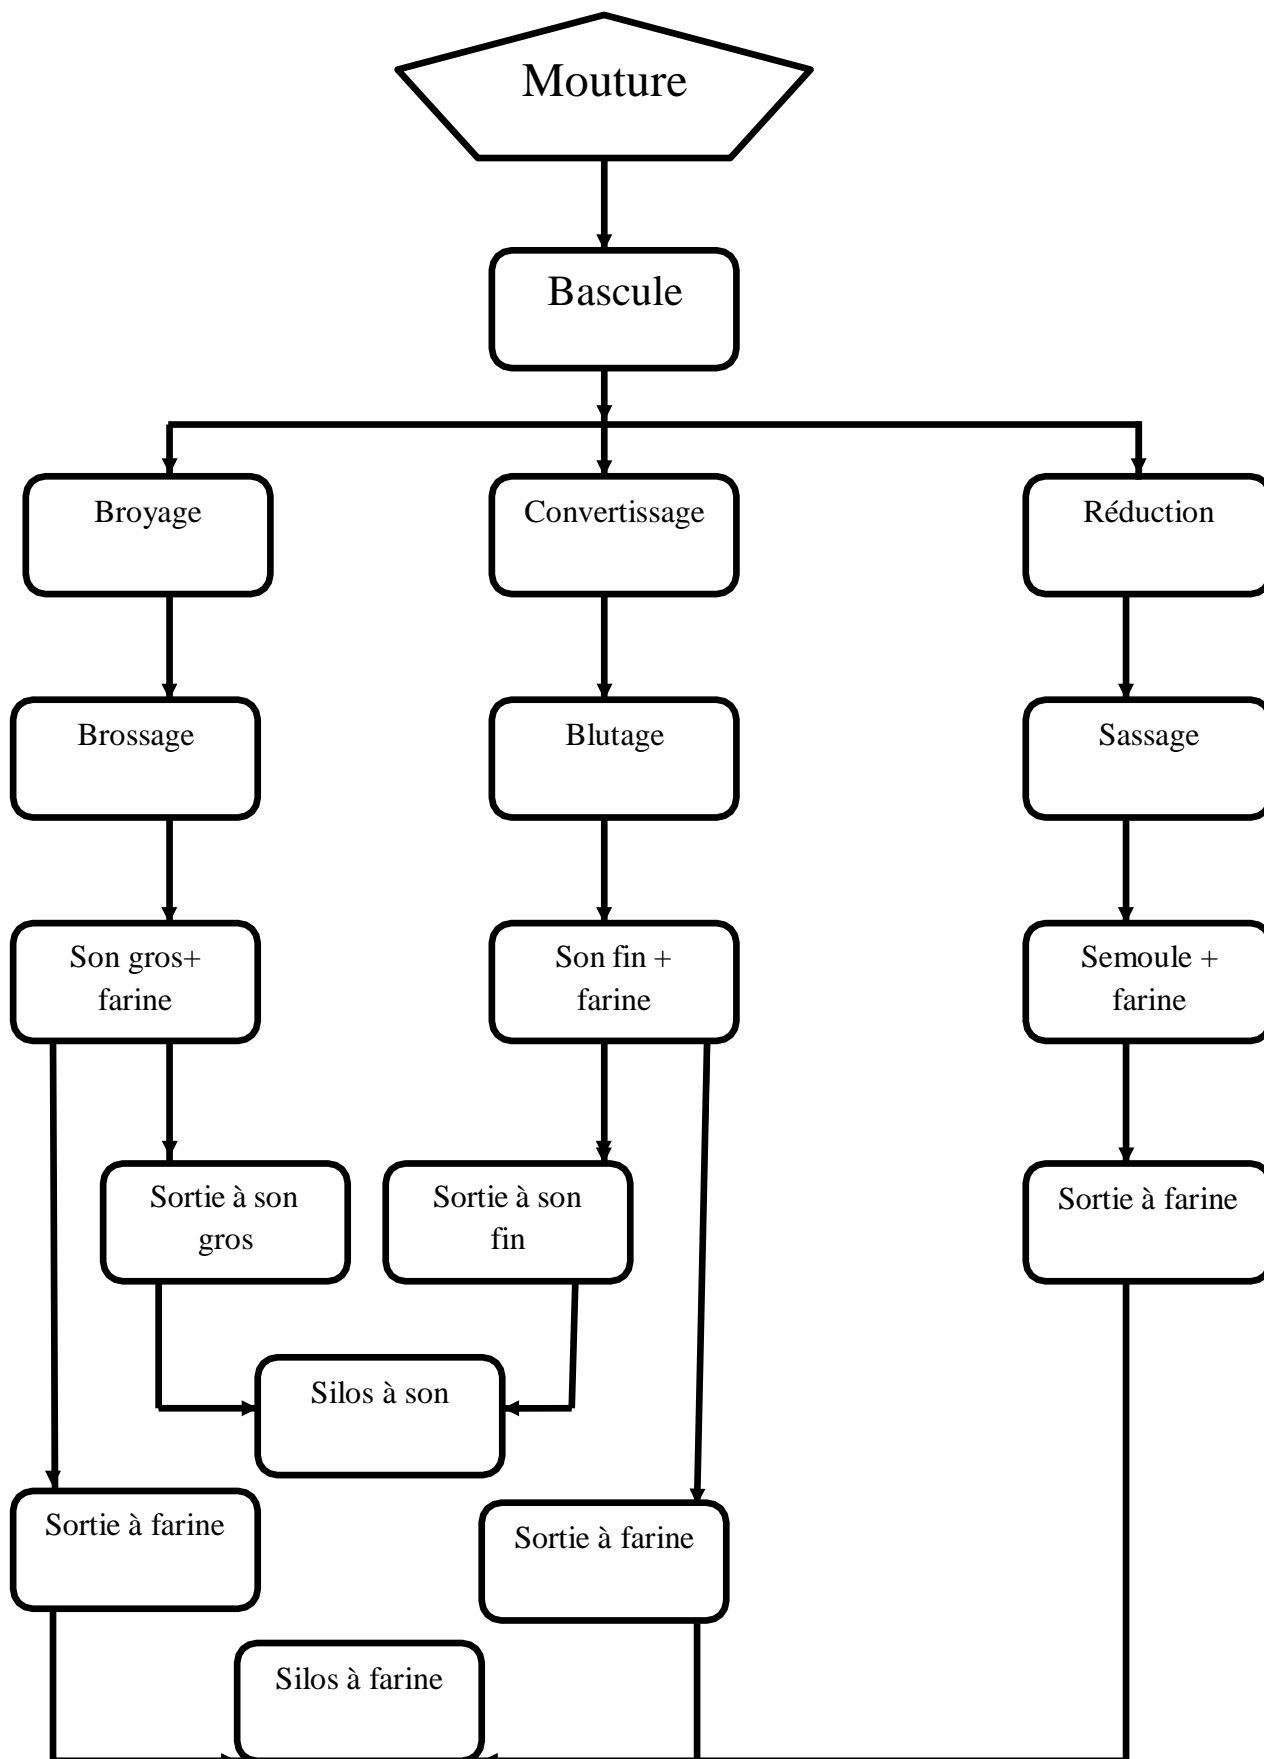 Mouture
Bascule
Broyage
Convertissage
Réduction
Brossage
Blutage
Sassage
Son gros+
farine
Son fin +
farine
Semoule +
farine
Sortie à son
gros
Sortie à son
fin
Sortie à farine
Silos à son
Sortie à farine
Sortie à farine
Silos à farine